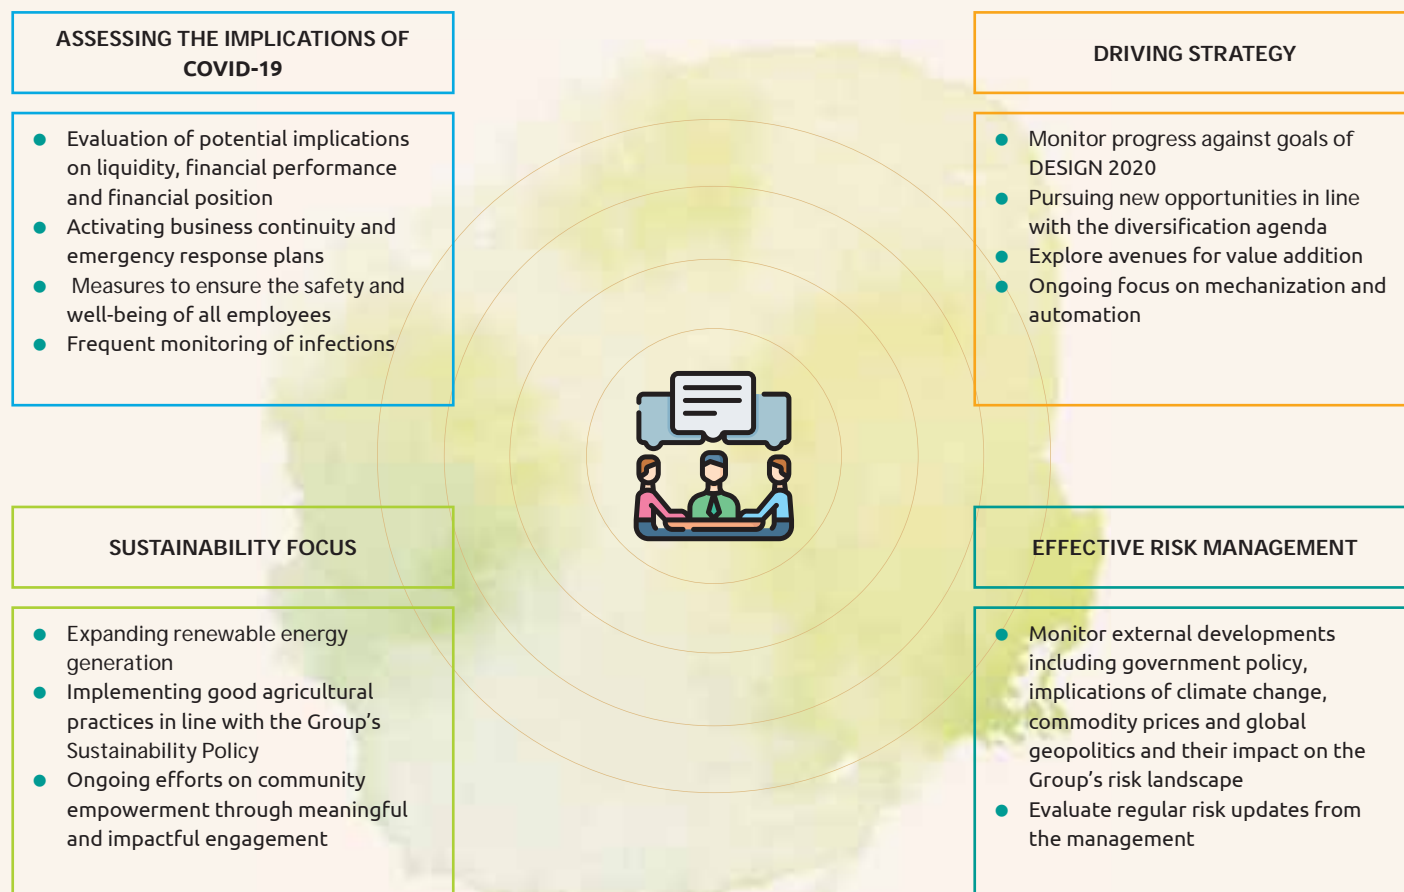 ASSESSING THE IMPLICATIONS OF
COVID-19
● Evaluation of potential implications
on liquidity, financial performance
and financial position
● Activating business continuity and
emergency response plans
● Measures to ensure the safety and
well-being of all employees
● Frequent monitoring of infections
DRIVING STRATEGY
● Monitor progress against goals of
DESIGN 2020
● Pursuing new opportunities in line
with the diversification agenda
● Explore avenues for value addition
● Ongoing focus on mechanization and
automation
SUSTAINABILITY FOCUS
● Expanding renewable energy
generation
● Implementing good agricultural
practices in line with the Group’s
Sustainability Policy
● Ongoing efforts on community
empowerment through meaningful
and impactful engagement
EFFECTIVE RISK MANAGEMENT
● Monitor external developments
including government policy,
implications of climate change,
commodity prices and global
geopolitics and their impact on the
Group’s risk landscape
● Evaluate regular risk updates from
the management